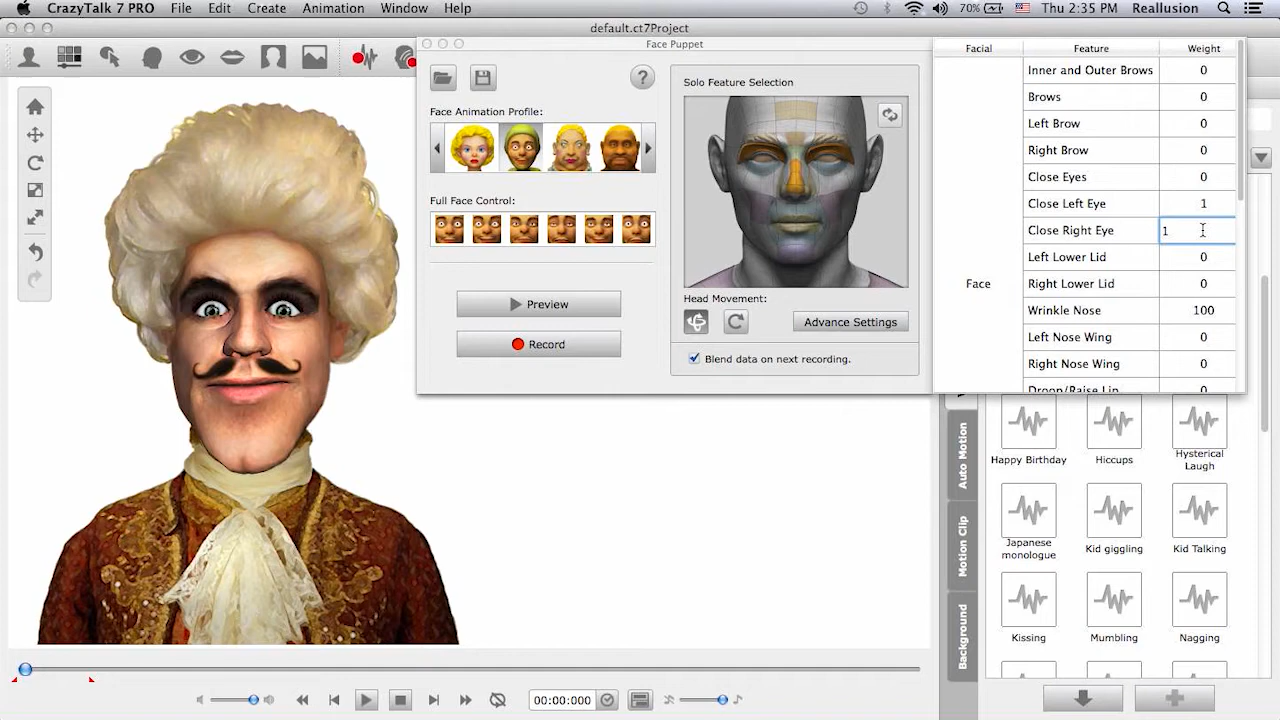 CrazyTalk 7 PRO File Edit Create Animation Window Help 70% Thu 2:35 PM Reallusion
default.ct7Project
Face Puppet
Facial Feature Weight
Face
Inner and Outer Brows 0
Brows 0
Left Brow 0
Right Brow 0
Close Eyes 0
Close Left Eye 1
Close Right Eye 1
Left Lower Lid 0
Right Lower Lid 0
Wrinkle Nose 100
Left Nose Wing 0
Right Nose Wing 0
Droop/Raise Lip 0
?
Face Animation Profile:
Full Face Control:
Preview
Record
Solo Feature Selection
Head Movement:
Advance Settings
Blend data on next recording.
Auto Motion
Motion Clip
Background
Happy Birthday
Hiccups
Hysterical
Laugh
Japanese
monologue
Kid giggling
Kid Talking
Kissing
Mumbling
Nagging
00:00:000